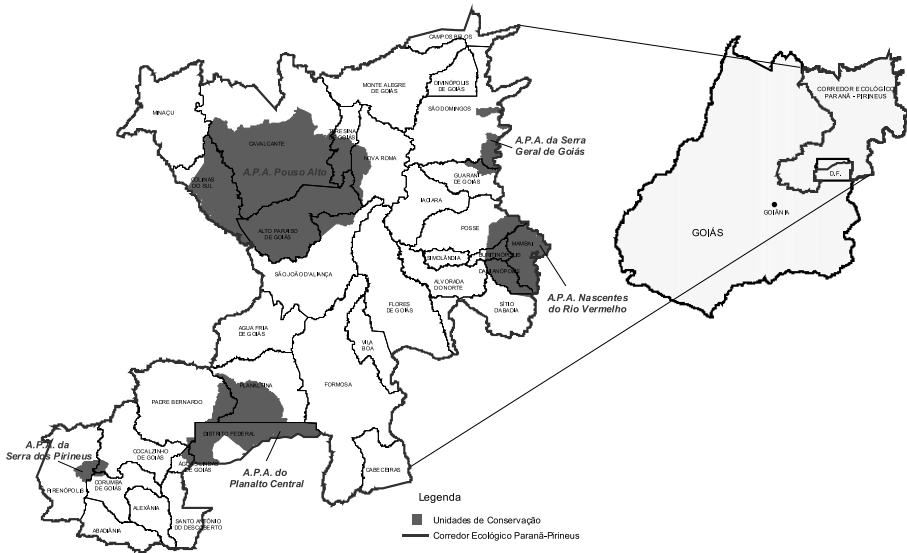 CAMPOS BELOS
MONTE ALEGRE
DE GOIÁS
DIVINÓPOLIS
DE GOIÁS
MINAÇU
SÃO DOMINGOS
CAVALCANTE
TERESINA
DE GOIÁS
NOVA ROMA
A.P.A. da Serra
Geral de Goiás
COLINAS
DO SUL
A.P.A. Pouso Alto
GUARANI
DE GOIÁS
IACIARA
ALTO PARAÍSO
DE GOIÁS
POSSE
MAMBAÍ
BURITINÓPOLIS
SIMOLÂNDIA
DAMIANÓPOLIS
SÃO JOÃO D'ALIANÇA
ALVORADA
DO NORTE
A.P.A. Nascentes
do Rio Vermelho
FLORES
DE GOIÁS
SÍTIO
DABADIA
AGUA FRIA
DE GOIÁS
VILA
BOA
PLANALTINA
FORMOSA
PADRE BERNARDO
DISTRITO FEDERAL
A.P.A. da
Serra dos Pirineus
COCALZINHO
DE GOIÁS
ÁGUAS LINDAS
DE GOIÁS
A.P.A. do
Planalto Central
CABECEIRAS
PIRENÓPOLIS
CORUMBA
DE GOIÁS
ALEXÂNIA
ABADIÂNIA
SANTO ANTÔNIO
DO DESCOBERTO
CORREDOR ECOLÓGICO
PARANÃ - PIRINEUS
D.F.
GOIÂNIA
GOIÁS
Legenda
Unidades de Conservação
Corredor Ecológico Paranã-Pirineus